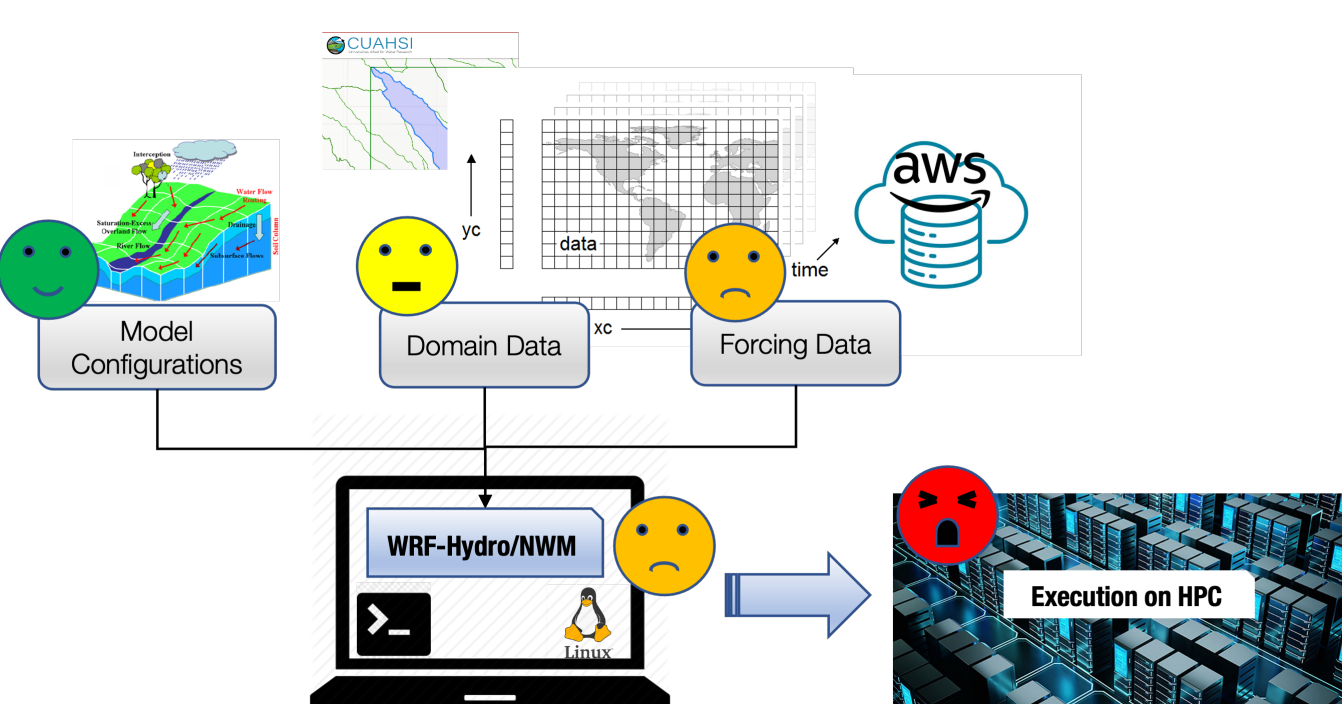 CUAHSI
Interception
Water Flow
Routing
Saturation-Excess
Overland Flow
Drainage
Soil Column
River Flow
Subsurface Flows
yc
data
time
xc
aws
Model
Configurations
Domain Data
Forcing Data
WRF-Hydro/NWM
>_
Linux
Execution on HPC